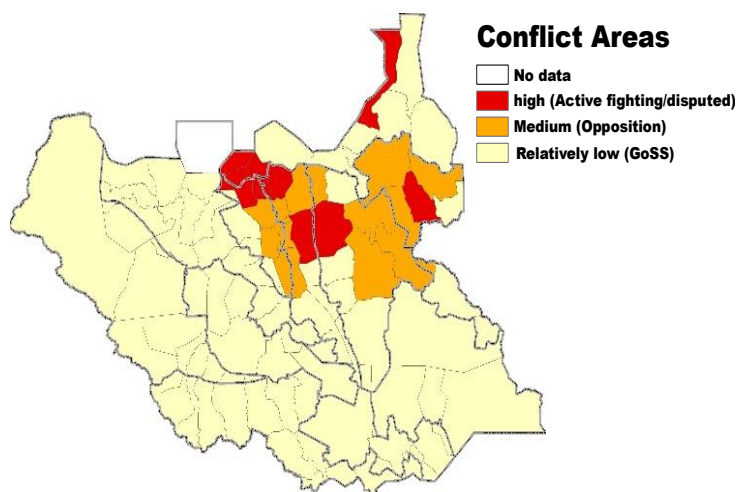 Conflict Areas
No data
high (Active fighting/disputed)
Medium (Opposition)
Relatively low (GoSS)